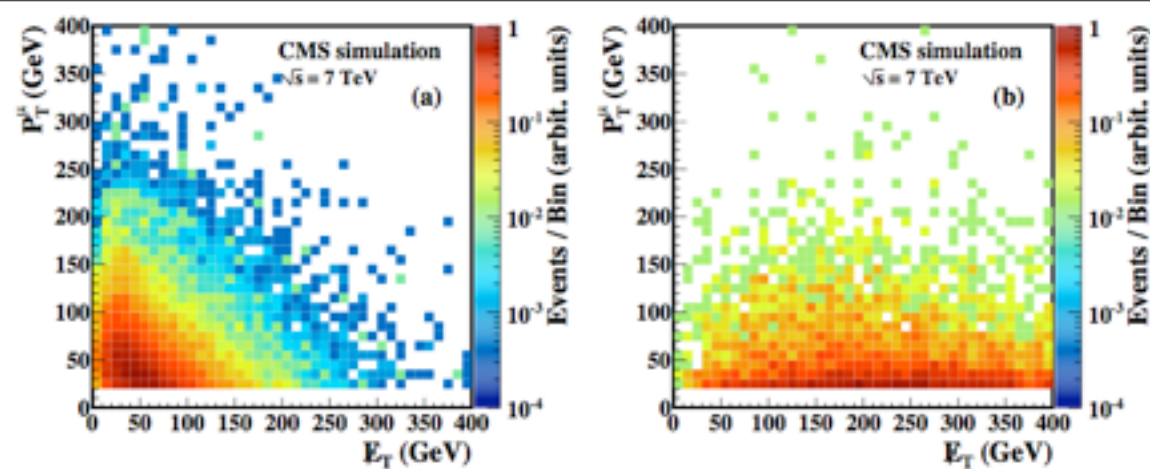 CMS simulation
√s = 7 TeV
(a)
P_T^μ (GeV)
400
350
300
250
200
150
100
50
0
0 50 100 150 200 250 300 350 400
E̸_T (GeV)
1
10^-1
10^-2
10^-3
10^-4
Events / Bin (arbit. units)
CMS simulation
√s = 7 TeV
(b)
P_T^μ (GeV)
400
350
300
250
200
150
100
50
0
0 50 100 150 200 250 300 350 400
E̸_T (GeV)
1
10^-1
10^-2
10^-3
10^-4
Events / Bin (arbit. units)